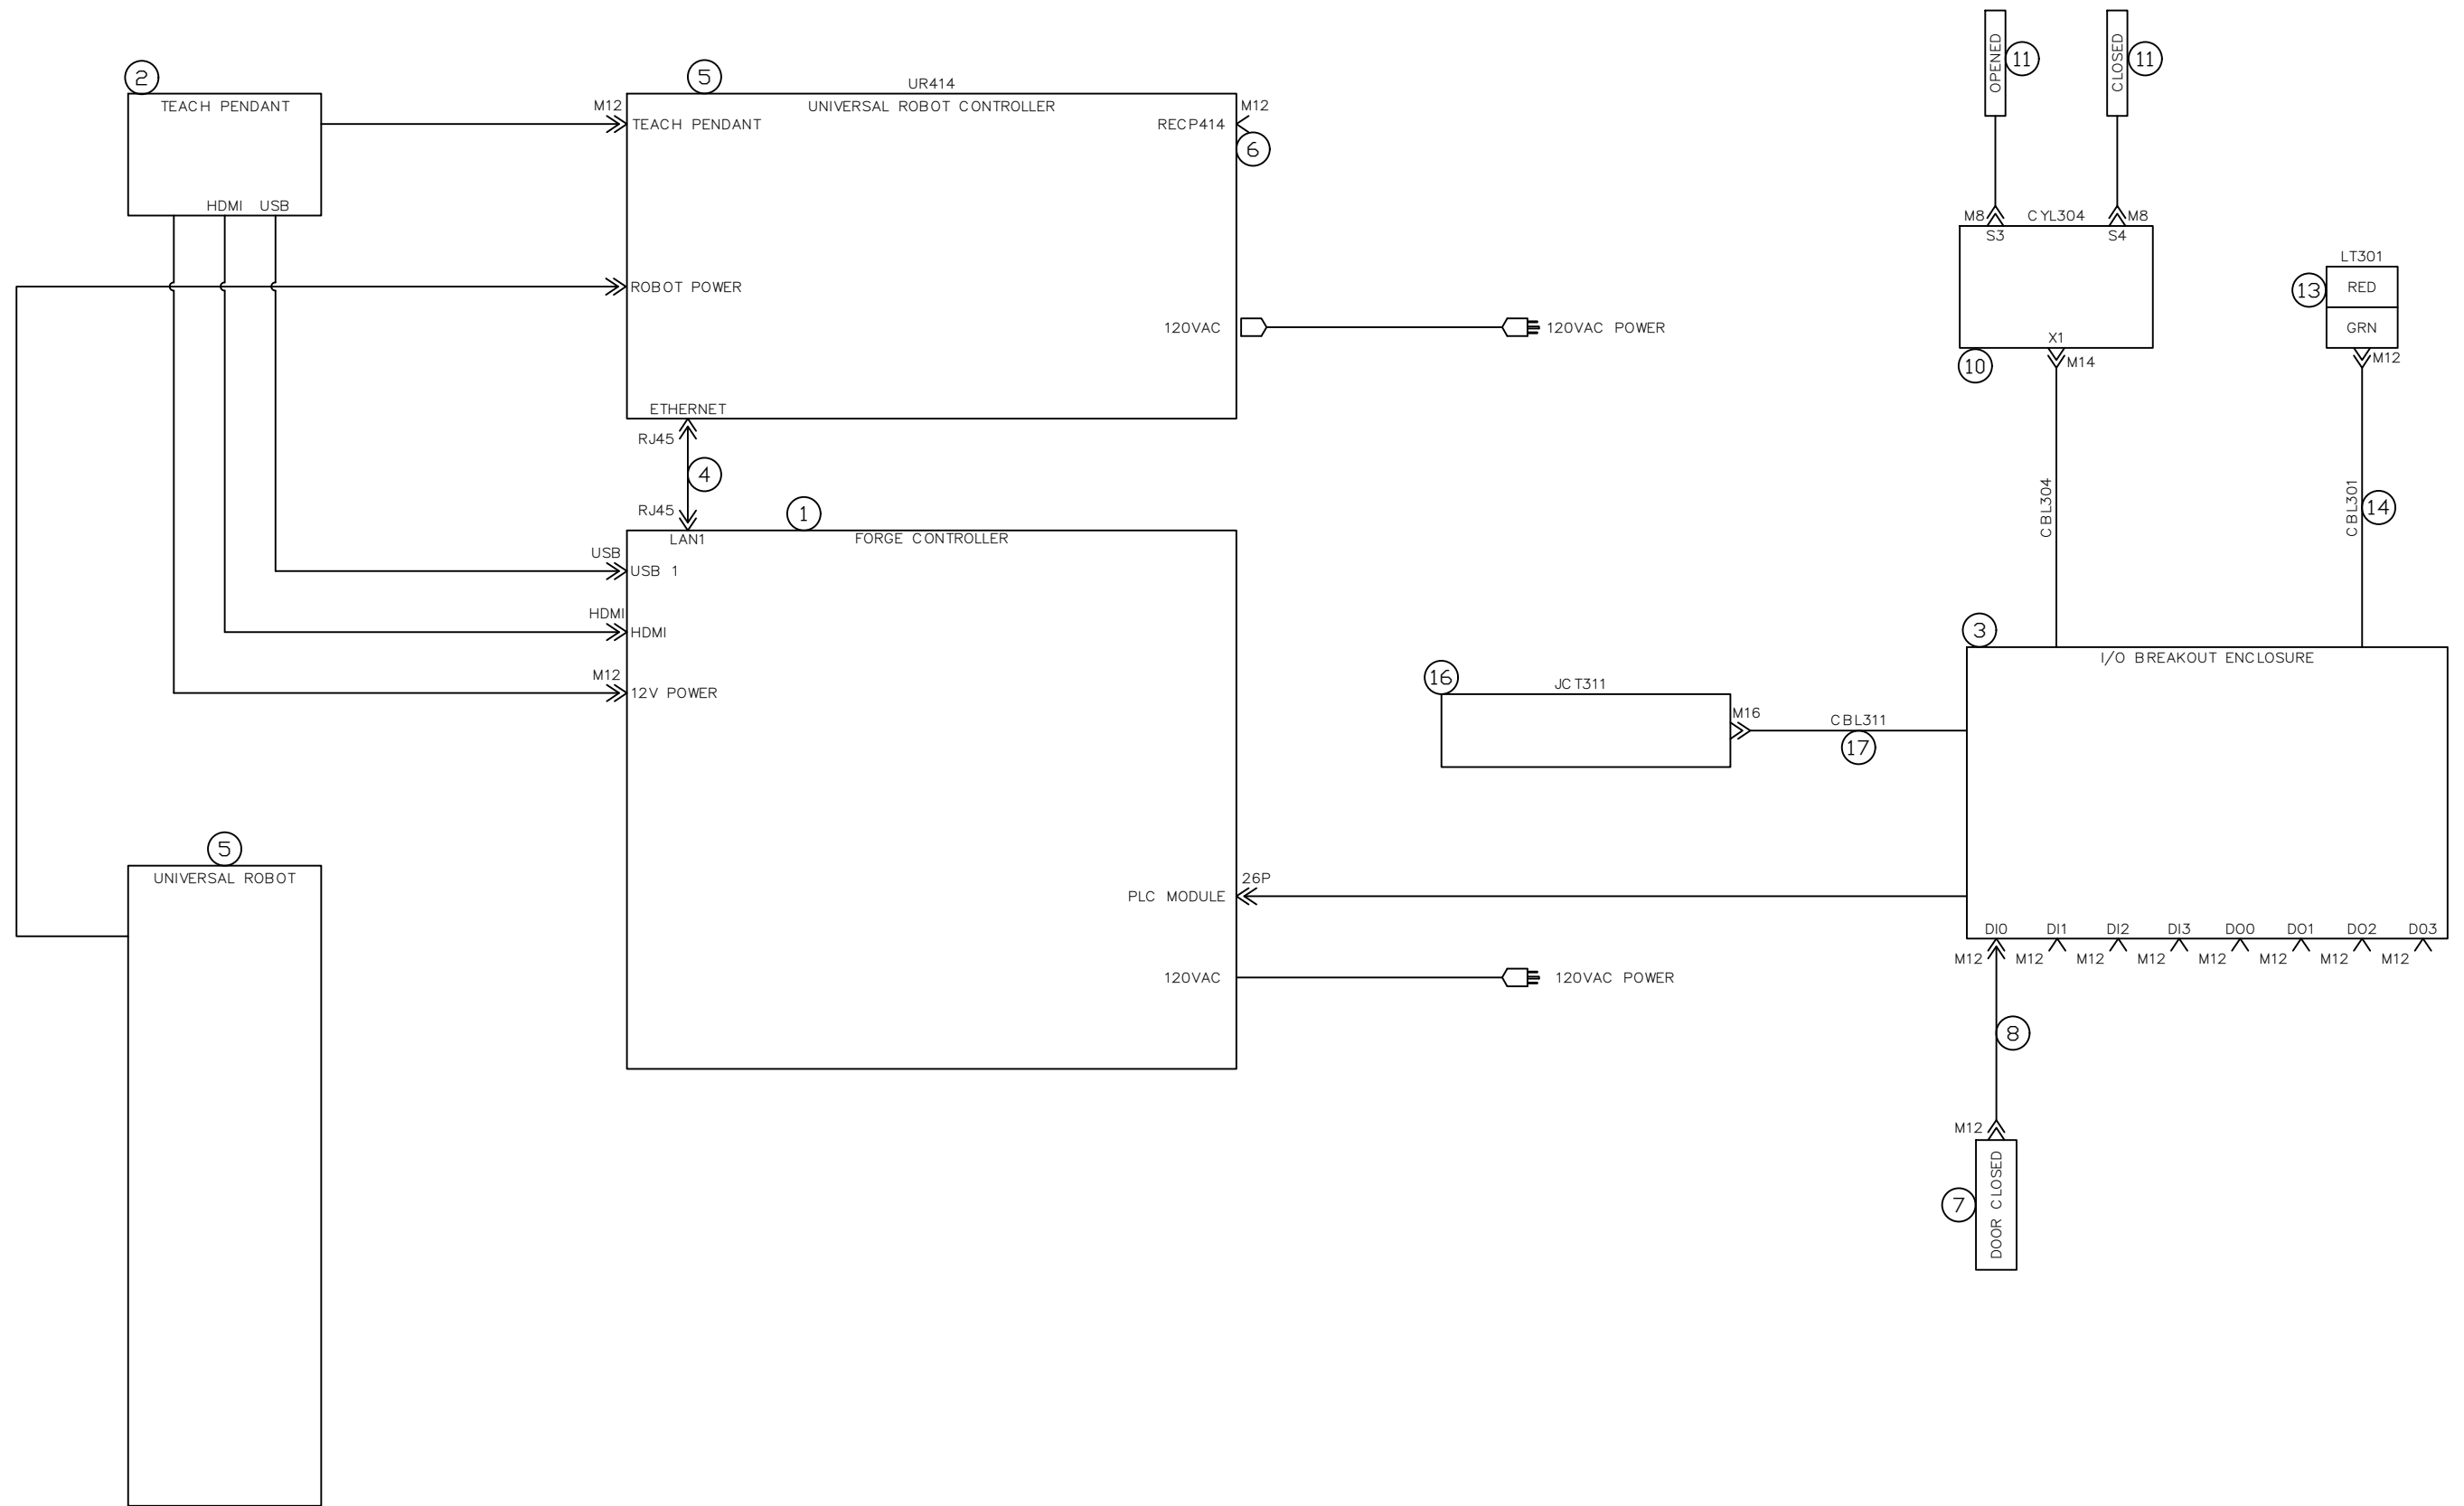 OPENED
11
CLOSED
11
2
TEACH PENDANT
HDMI USB
5
UR414
UNIVERSAL ROBOT CONTROLLER
M12
TEACH PENDANT
M12
RECP414
6
ROBOT POWER
120VAC
120VAC POWER
ETHERNET
RJ45
4
RJ45
1
LAN1
FORGE CONTROLLER
USB
USB 1
HDMI
HDMI
M12
12V POWER
26P
PLC MODULE
120VAC
120VAC POWER
5
UNIVERSAL ROBOT
M8
CYL304
M8
S3
S4
X1
10
M14
LT301
13
RED
GRN
M12
CBL304
CBL301
14
3
I/O BREAKOUT ENCLOSURE
16
JCT311
M16
CBL311
17
DI0 DI1 DI2 DI3 DO0 DO1 DO2 DO3
M12 M12 M12 M12 M12 M12 M12 M12
8
M12
7
DOOR CLOSED